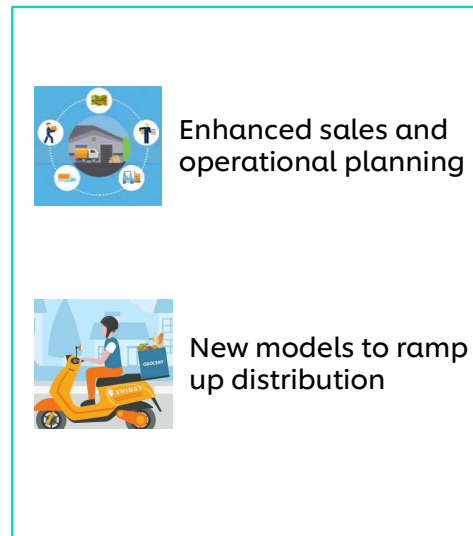 Enhanced sales and
operational planning
GROCERY
SWIGGY
New models to ramp
up distribution